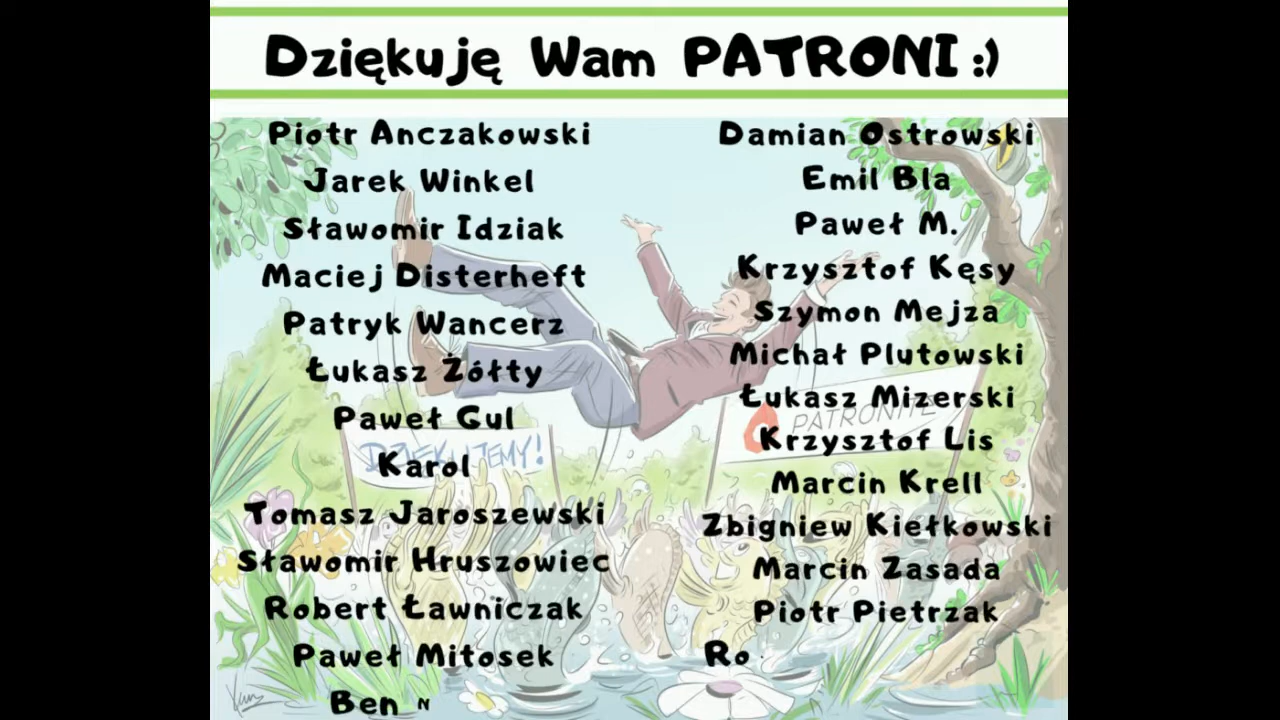 Dziękuję Wam PATRONI :)
Piotr Anczakowski
Jarek Winkel
Sławomir Idziak
Maciej Disterheft
Patryk Wancerz
Łukasz Żółty
Paweł Gul
Karol
Tomasz Jaroszewski
Sławomir Hruszowiec
Robert Ławniczak
Paweł Mitosek
Ben N
Damian Ostrowski
Emil Bla
Paweł M.
Krzysztof Kęsy
Szymon Mejza
Michał Plutowski
Łukasz Mizerski
Krzysztof Lis
Marcin Krell
Zbigniew Kiełkowski
Marcin Zasada
Piotr Pietrzak
Ro
DZIĘKUJEMY!
PATRONITE